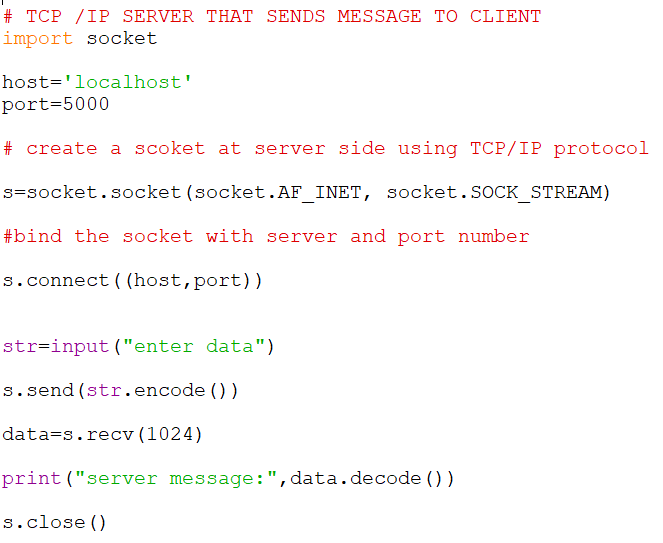 # TCP /IP SERVER THAT SENDS MESSAGE TO CLIENT
import socket
host='localhost'
port=5000
# create a scoket at server side using TCP/IP protocol
s=socket.socket(socket.AF_INET, socket.SOCK_STREAM)
#bind the socket with server and port number
s.connect((host,port))
str=input("enter data")
s.send(str.encode())
data=s.recv(1024)
print("server message:",data.decode())
s.close()